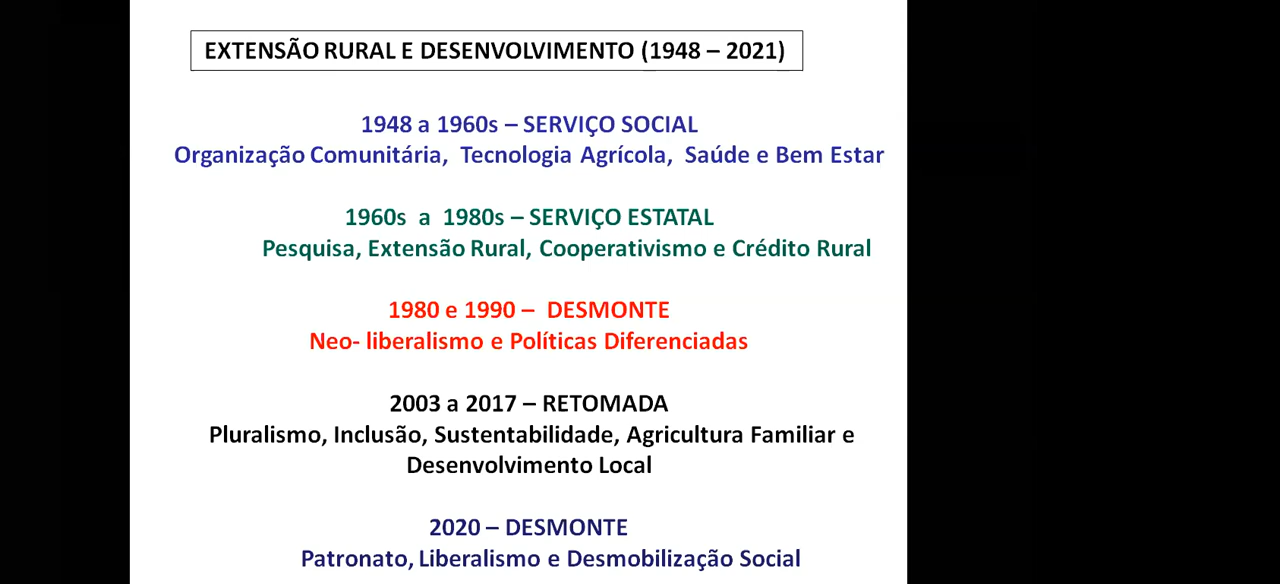 EXTENSÃO RURAL E DESENVOLVIMENTO (1948 – 2021)
1948 a 1960s – SERVIÇO SOCIAL
Organização Comunitária, Tecnologia Agrícola, Saúde e Bem Estar
1960s a 1980s – SERVIÇO ESTATAL
Pesquisa, Extensão Rural, Cooperativismo e Crédito Rural
1980 e 1990 – DESMONTE
Neo- liberalismo e Políticas Diferenciadas
2003 a 2017 – RETOMADA
Pluralismo, Inclusão, Sustentabilidade, Agricultura Familiar e
Desenvolvimento Local
2020 – DESMONTE
Patronato, Liberalismo e Desmobilização Social